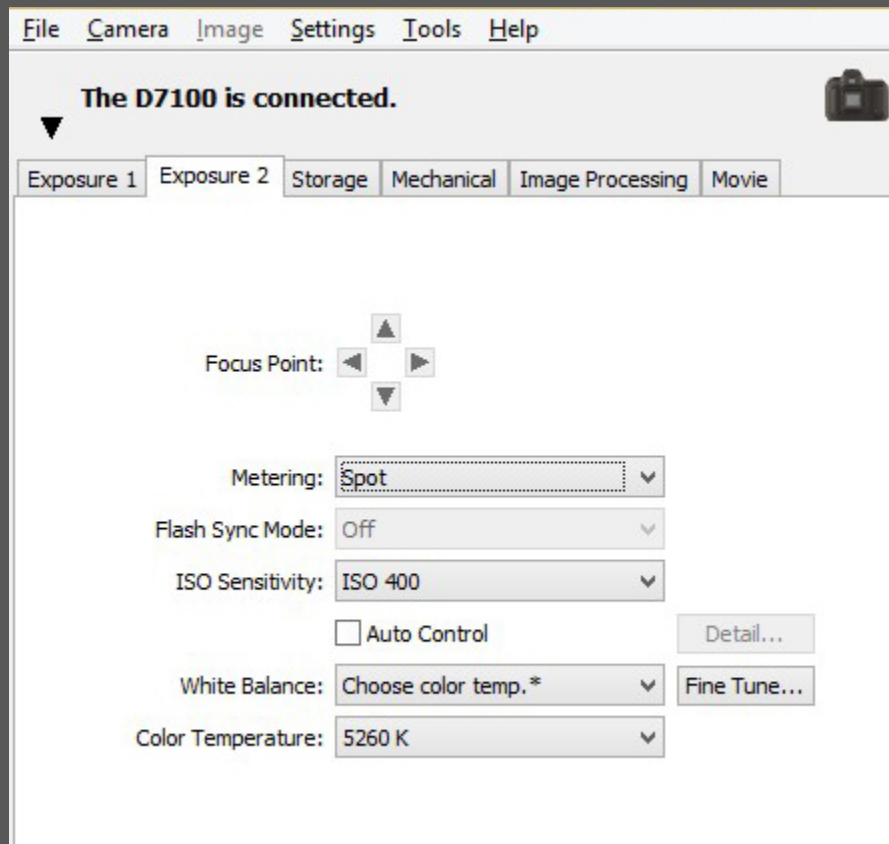 File Camera Image Settings Tools Help
The D7100 is connected.
Exposure 1 Exposure 2 Storage Mechanical Image Processing Movie
Focus Point:
Metering: Spot
Flash Sync Mode: Off
ISO Sensitivity: ISO 400
Auto Control Detail...
White Balance: Choose color temp.* Fine Tune...
Color Temperature: 5260 K